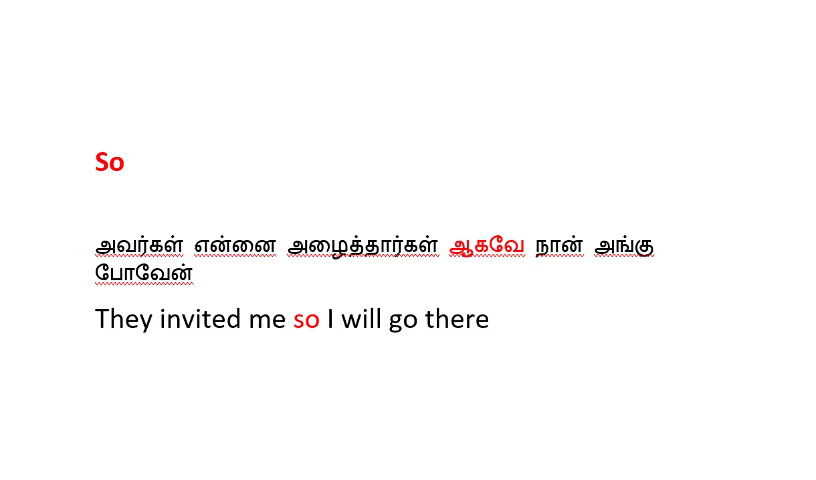 So
அவர்கள் என்னை அழைத்தார்கள் ஆகவே நான் அங்கு
போவேன்
They invited me so I will go there